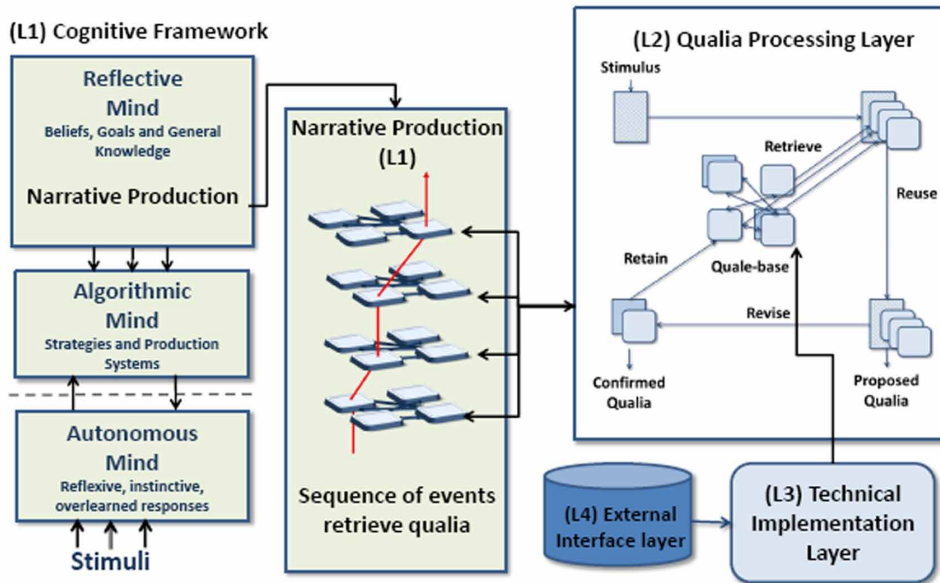 (L1) Cognitive Framework
Reflective
Mind
Beliefs, Goals and General
Knowledge
Narrative Production
Algorithmic
Mind
Strategies and Production
Systems
Autonomous
Mind
Reflexive, instinctive,
overlearned responses
Stimuli
Narrative Production
(L1)
Sequence of events
retrieve qualia
(L2) Qualia Processing Layer
Stimulus
Retrieve
Reuse
Retain
Quale-base
Revise
Confirmed
Qualia
Proposed
Qualia
(L4) External
Interface layer
(L3) Technical
Implementation
Layer